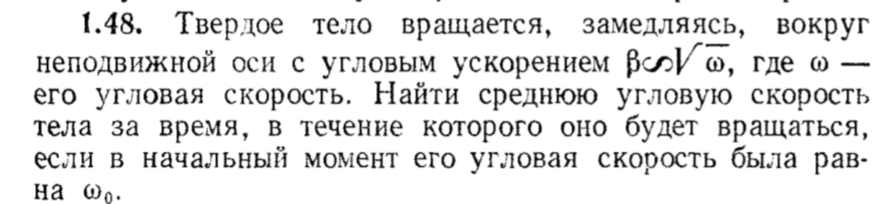 1.48. Твердое тело вращается, замедляясь, вокруг
неподвижной оси с угловым ускорением β∞√ω, где ω —
его угловая скорость. Найти среднюю угловую скорость
тела за время, в течение которого оно будет вращаться,
если в начальный момент его угловая скорость была рав-
на ω₀.